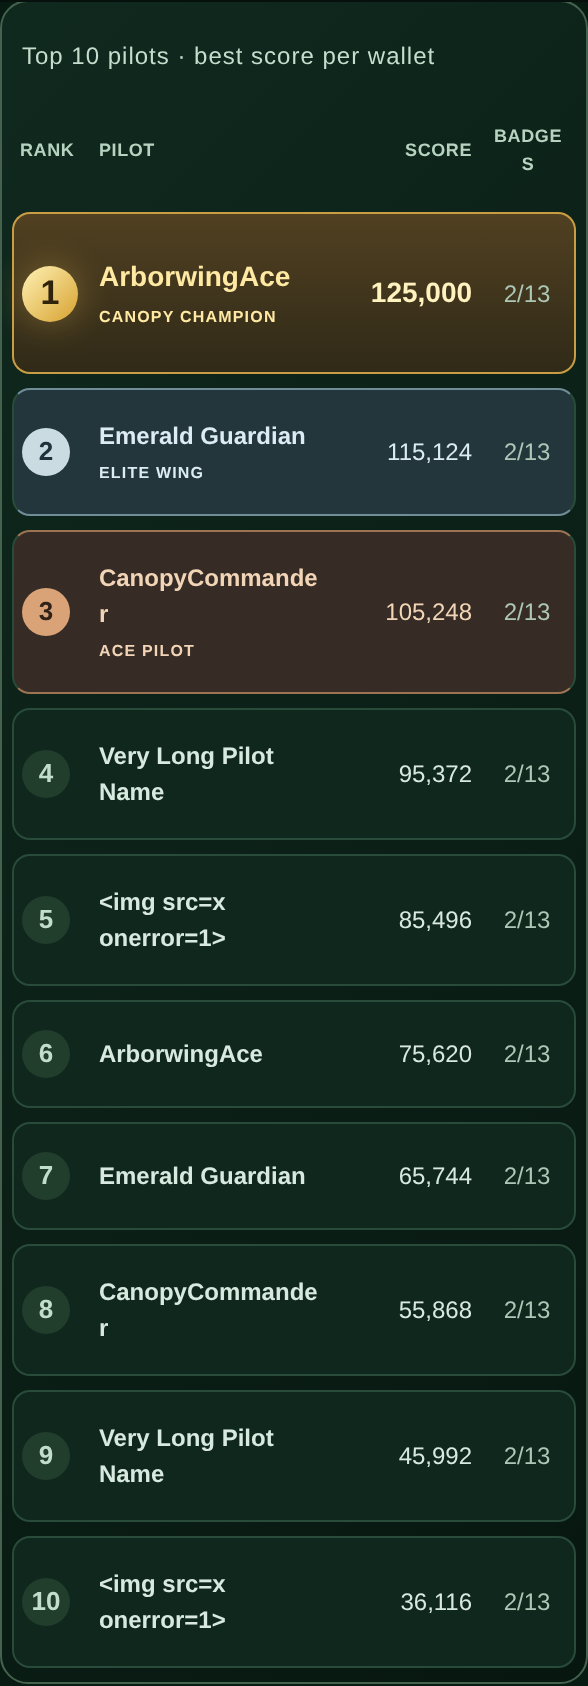 Top 10 pilots · best score per wallet
RANK PILOT SCORE BADGE
S
1 ArborwingAce 125,000 2/13
CANOPY CHAMPION
2 Emerald Guardian 115,124 2/13
ELITE WING
3 CanopyCommande
r 105,248 2/13
ACE PILOT
4 Very Long Pilot
Name 95,372 2/13
5 <img src=x
onerror=1> 85,496 2/13
6 ArborwingAce 75,620 2/13
7 Emerald Guardian 65,744 2/13
8 CanopyCommande
r 55,868 2/13
9 Very Long Pilot
Name 45,992 2/13
10 <img src=x
onerror=1> 36,116 2/13